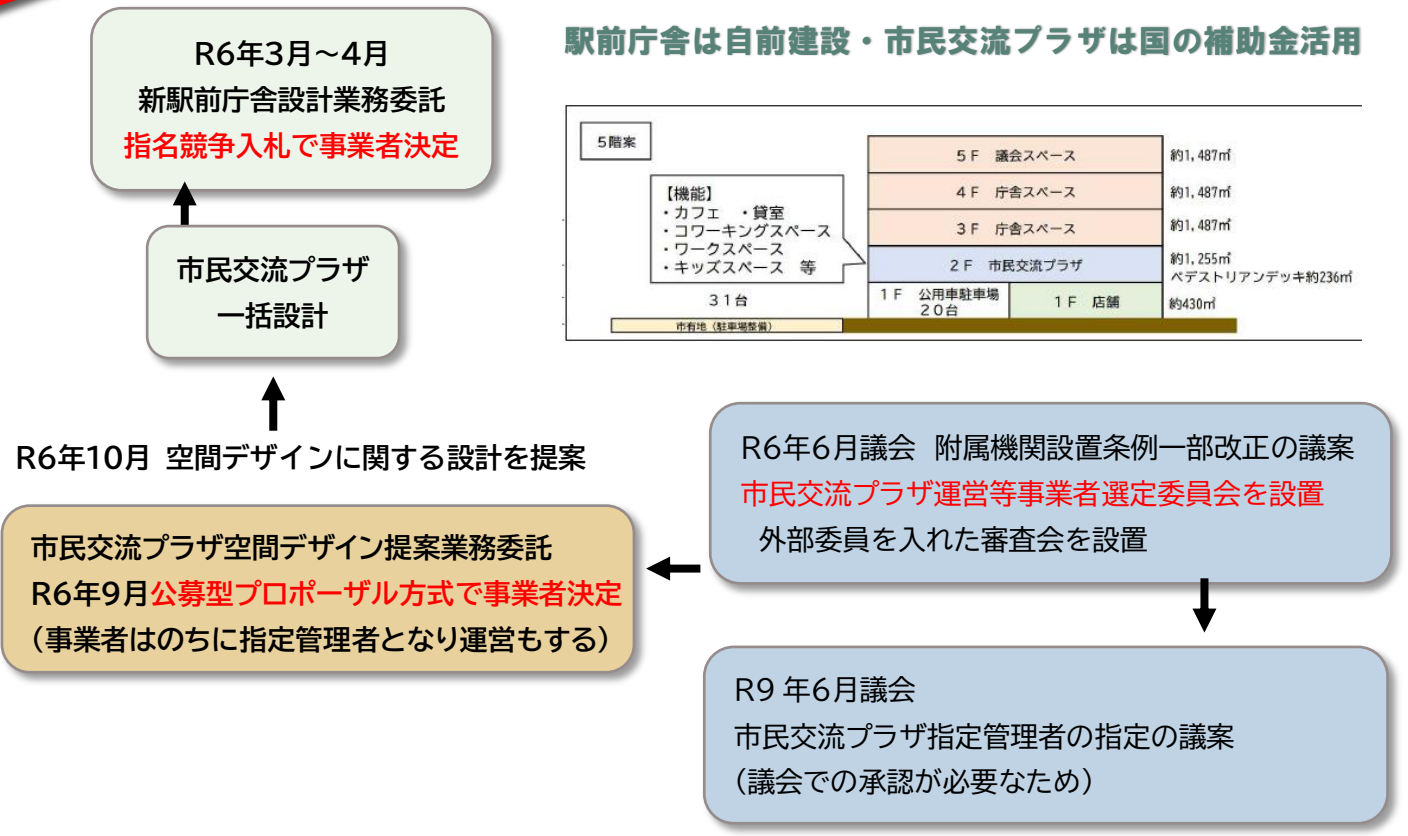 R6年3月～4月
新駅前庁舎設計業務委託
指名競争入札で事業者決定
駅前庁舎は自前建設・市民交流プラザは国の補助金活用
5階案
5F 議会スペース
約1,487㎡
4F 庁舎スペース
約1,487㎡
3F 庁舎スペース
約1,487㎡
2F 市民交流プラザ
約1,255㎡
ペデストリアンデッキ約236㎡
【機能】
・カフェ ・貸室
・コワーキングスペース
・ワークスペース
・キッズスペース 等
31台
1F 公用車駐車場
20台
1F 店舗
約430㎡
市有地（駐車場整備）
市民交流プラザ
一括設計
R6年10月 空間デザインに関する設計を提案
市民交流プラザ空間デザイン提案業務委託
R6年9月公募型プロポーザル方式で事業者決定
（事業者はのちに指定管理者となり運営もする）
R6年6月議会 附属機関設置条例一部改正の議案
市民交流プラザ運営等事業者選定委員会を設置
外部委員を入れた審査会を設置
R9年6月議会
市民交流プラザ指定管理者の指定の議案
（議会での承認が必要なため）